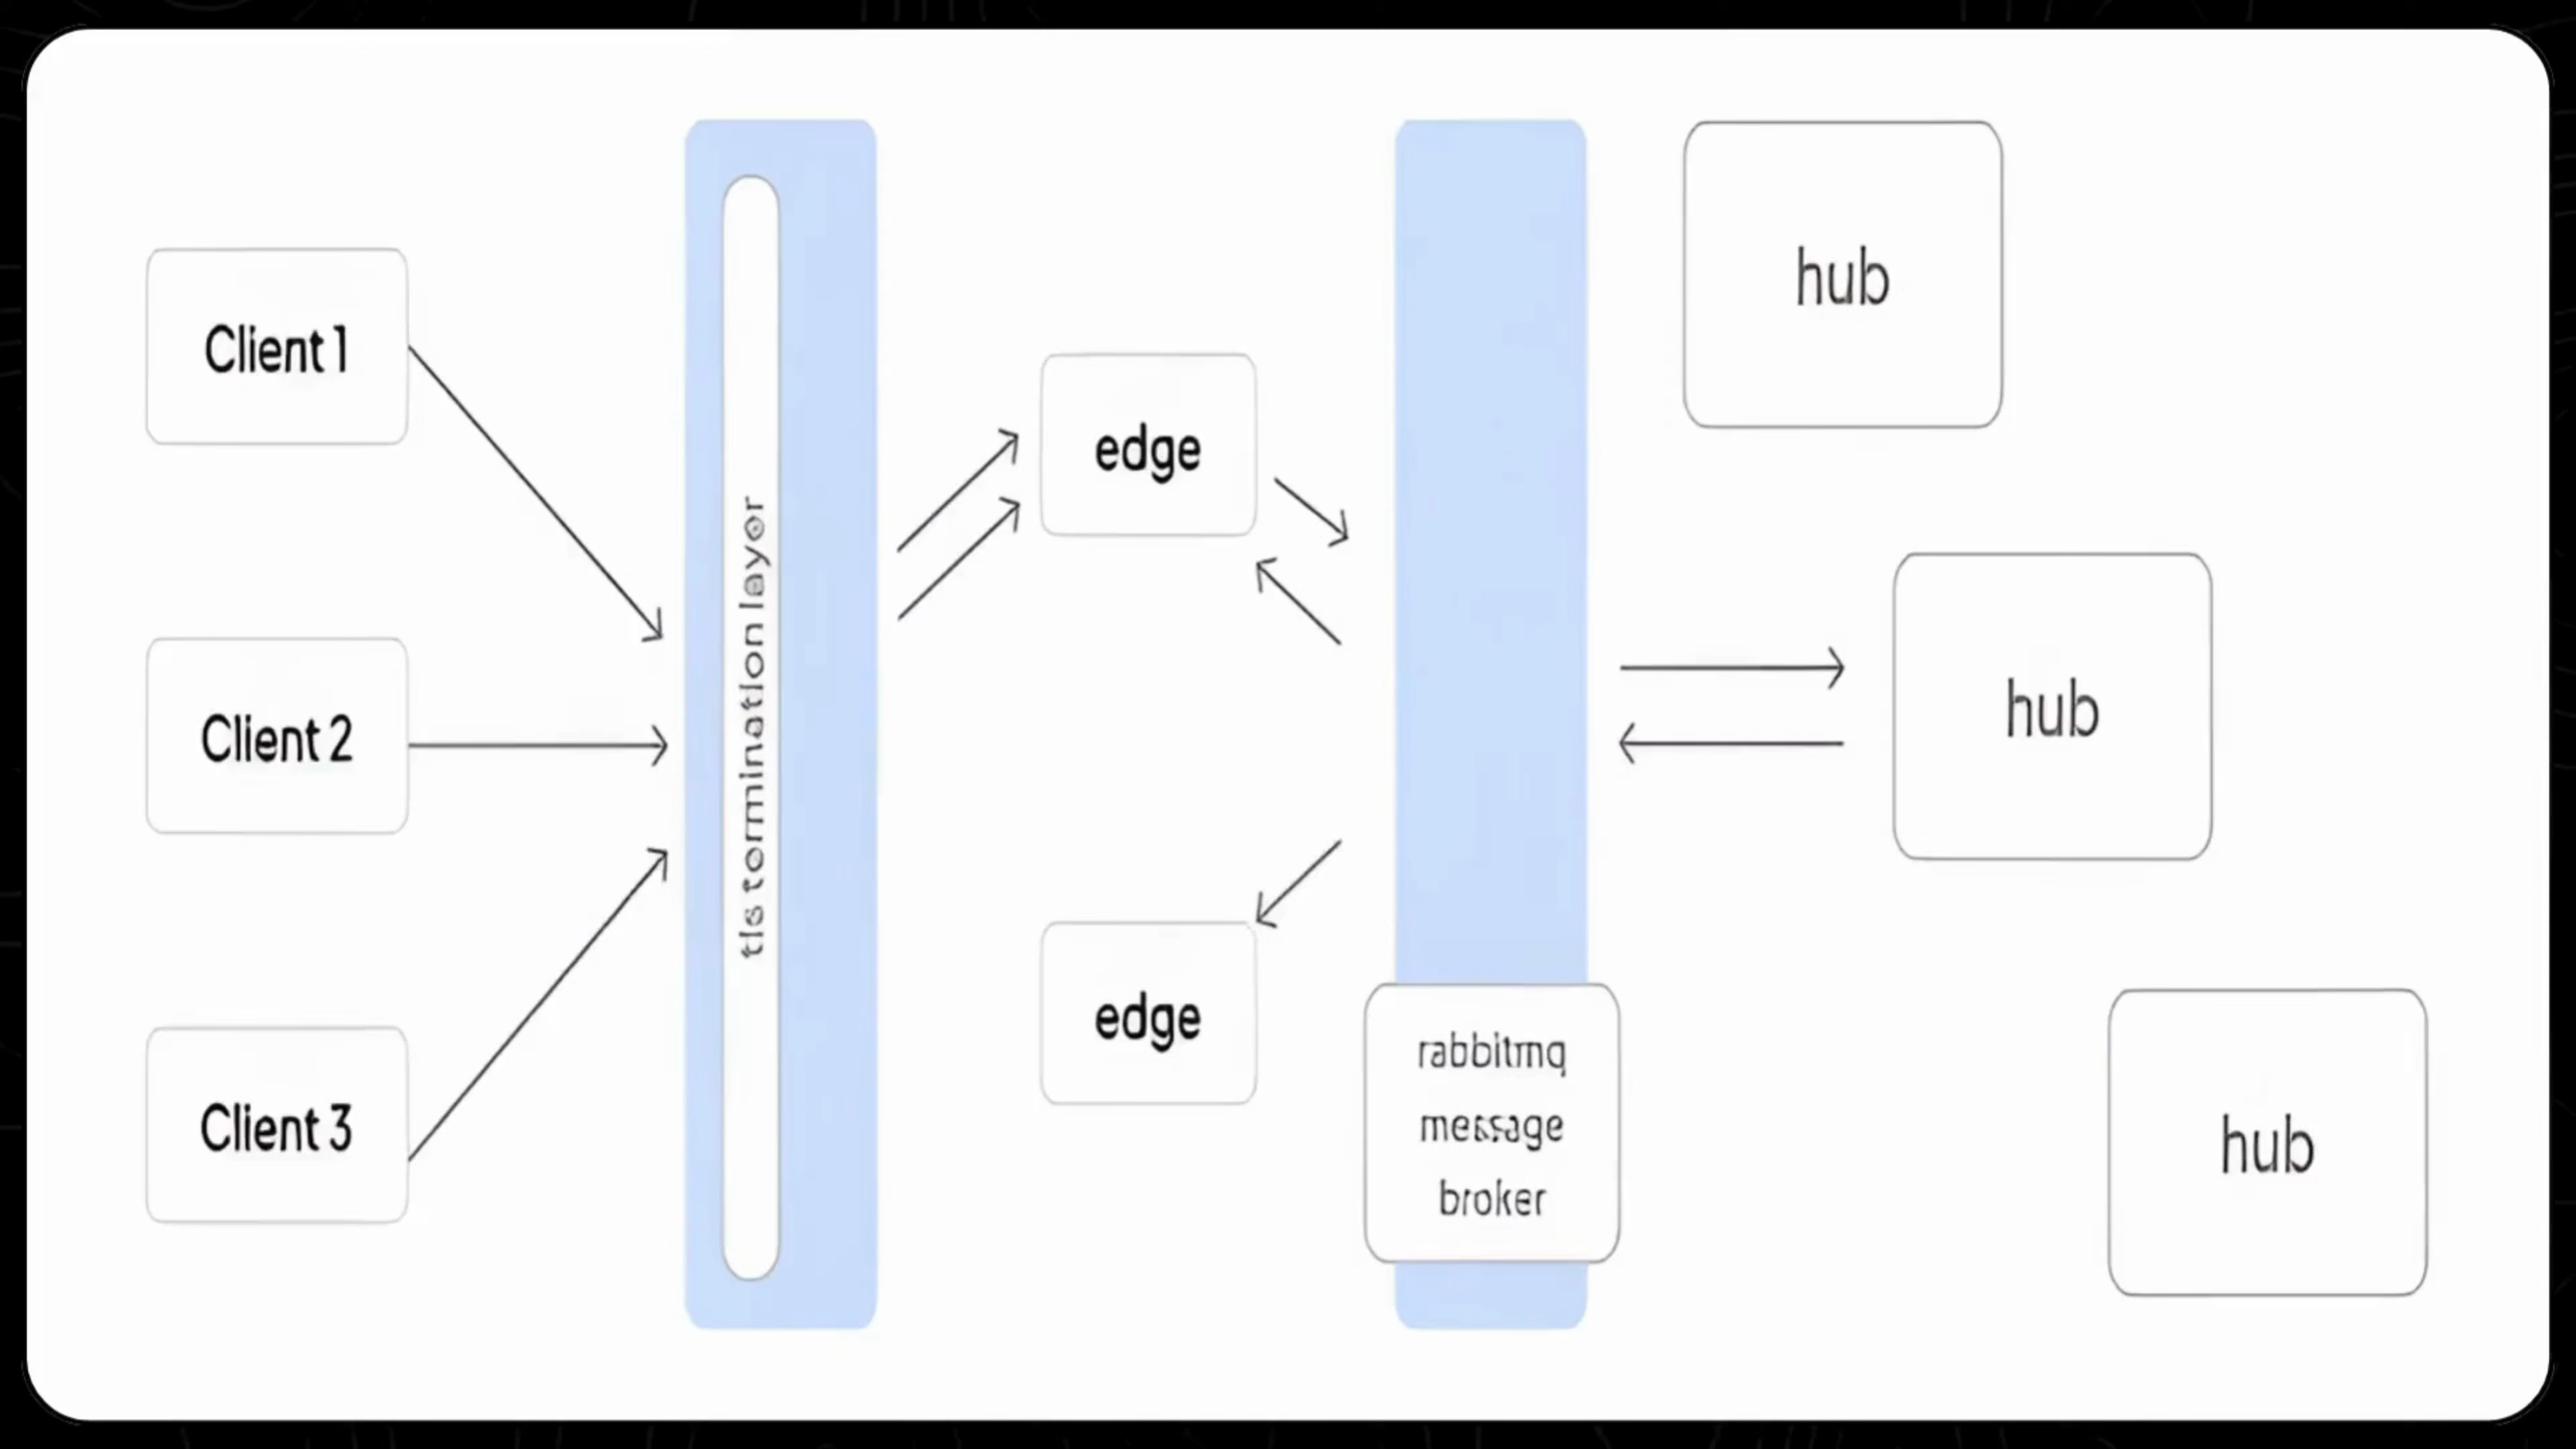 Client 1
Client 2
Client 3
tls termination layer
edge
edge
rabbitmq
message
broker
hub
hub
hub